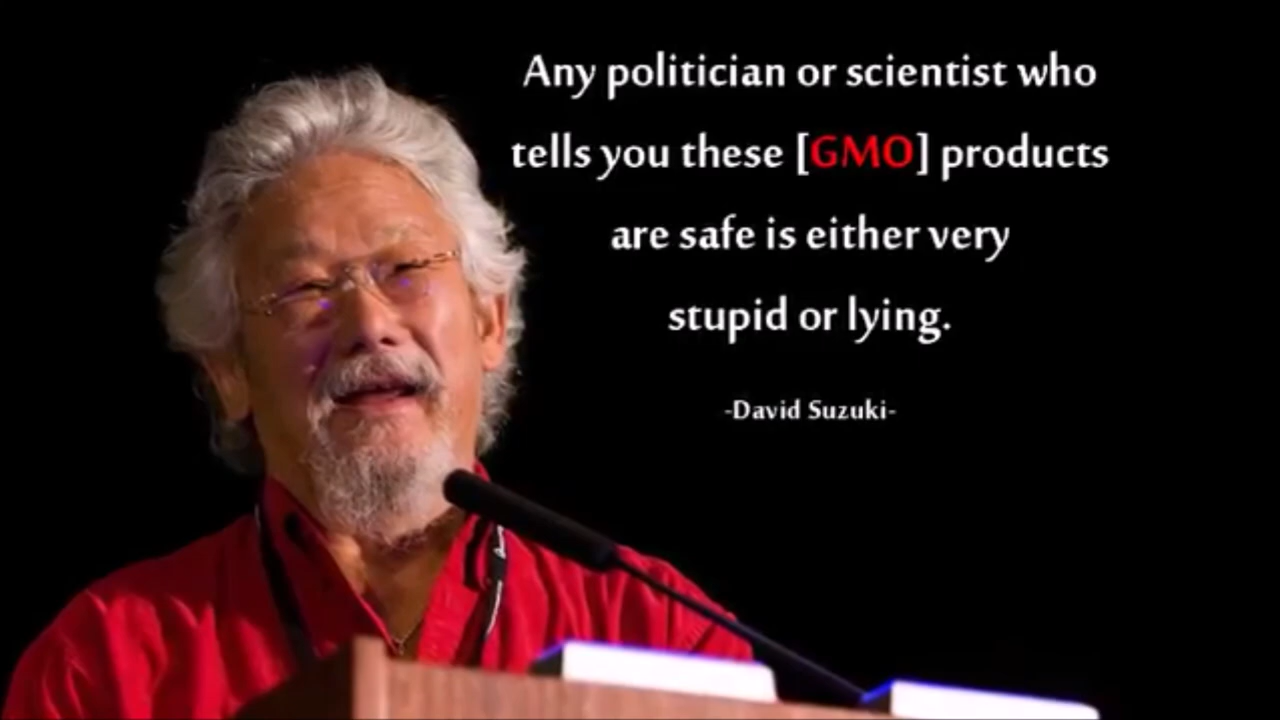 Any politician or scientist who
tells you these [GMO] products
are safe is either very
stupid or lying.
-David Suzuki-